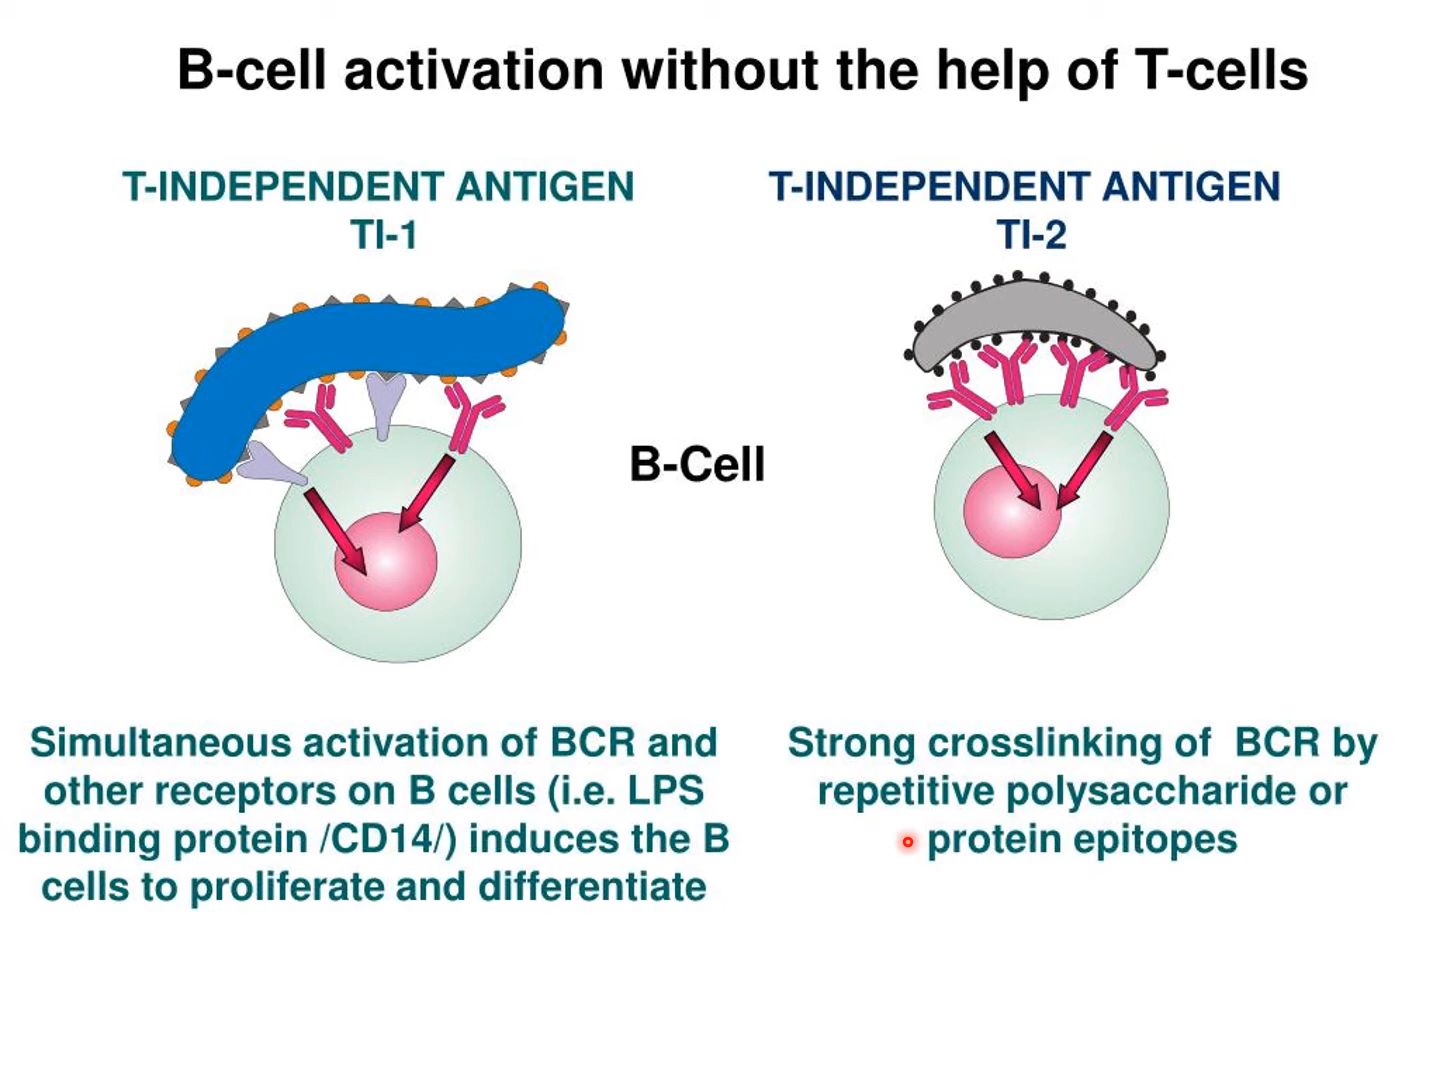 B-cell activation without the help of T-cells
T-INDEPENDENT ANTIGEN
TI-1
T-INDEPENDENT ANTIGEN
TI-2
B-Cell
Simultaneous activation of BCR and
other receptors on B cells (i.e. LPS
binding protein /CD14/) induces the B
cells to proliferate and differentiate
Strong crosslinking of BCR by
repetitive polysaccharide or
protein epitopes